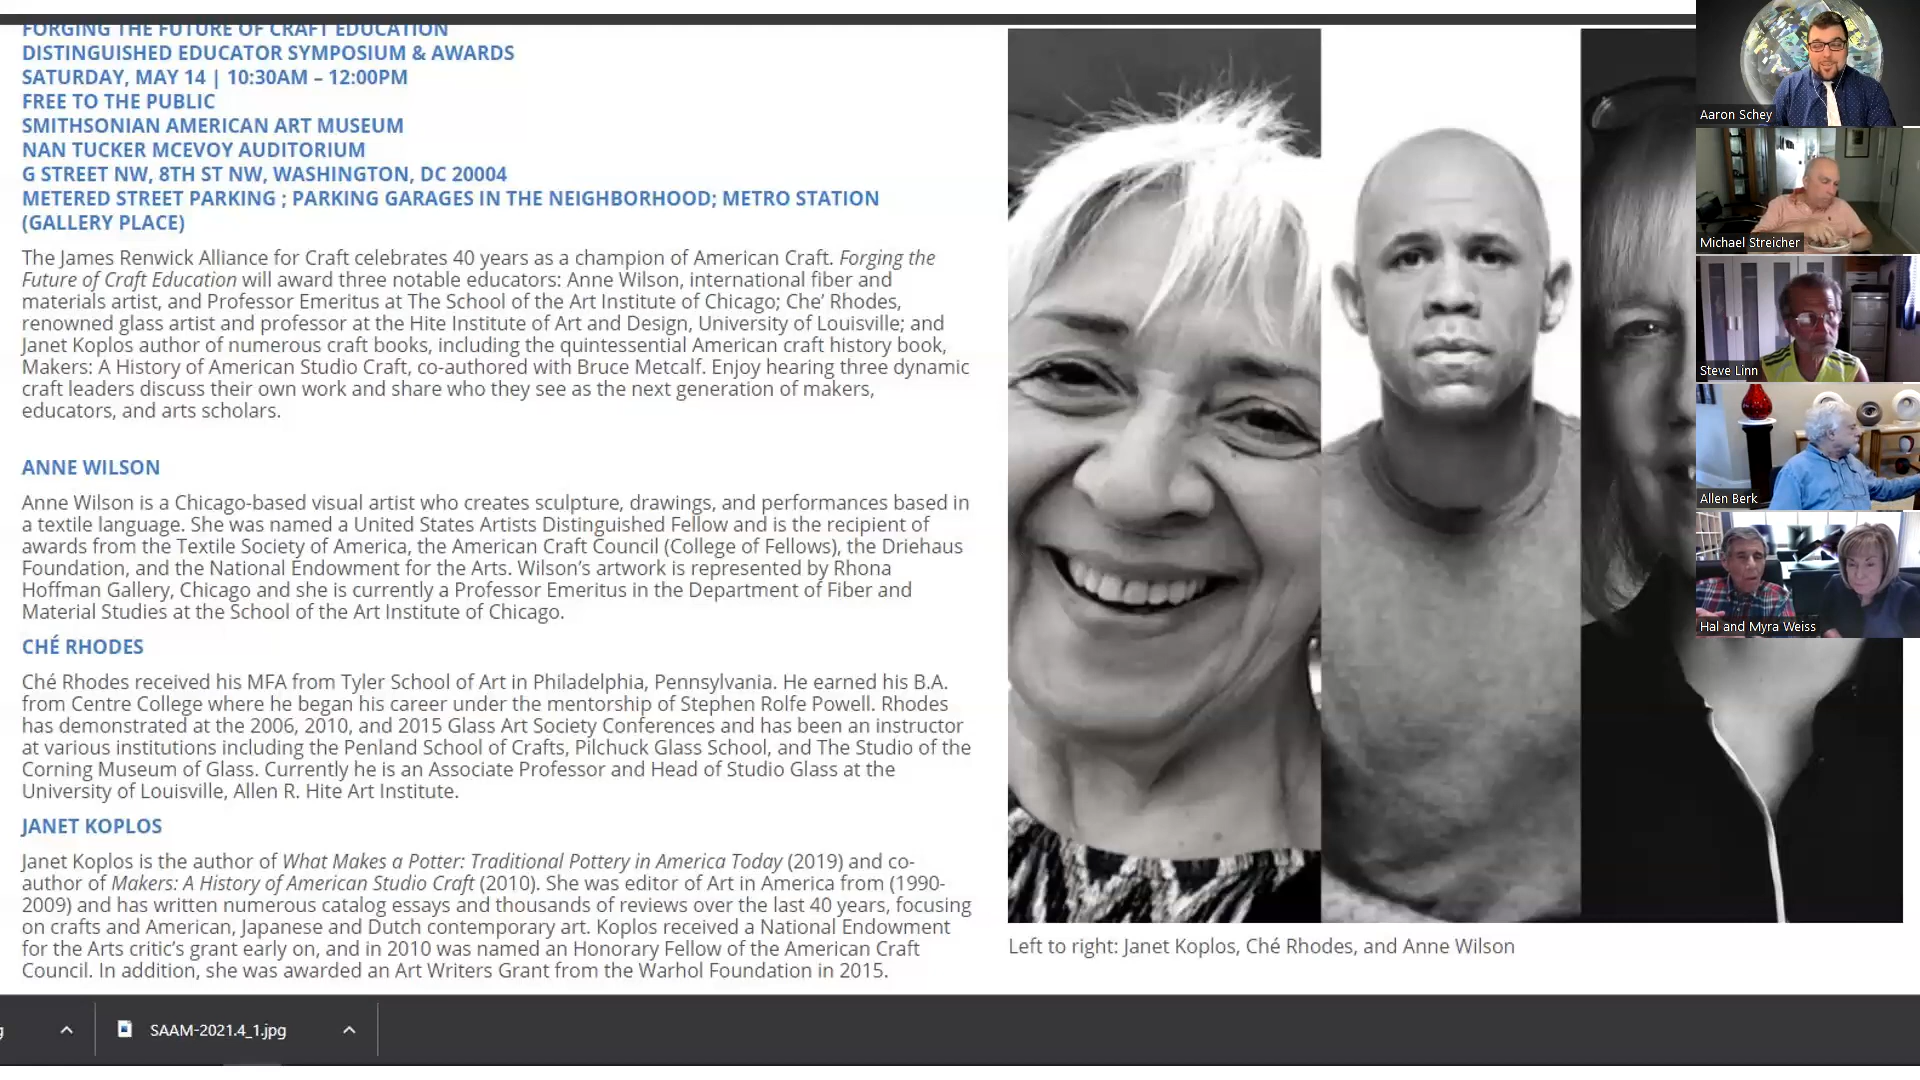 FORGING THE FUTURE OF CRAFT EDUCATION
DISTINGUISHED EDUCATOR SYMPOSIUM & AWARDS
SATURDAY, MAY 14 | 10:30AM – 12:00PM
FREE TO THE PUBLIC
SMITHSONIAN AMERICAN ART MUSEUM
NAN TUCKER MCEVOY AUDITORIUM
G STREET NW, 8TH ST NW, WASHINGTON, DC 20004
METERED STREET PARKING ; PARKING GARAGES IN THE NEIGHBORHOOD; METRO STATION
(GALLERY PLACE)
The James Renwick Alliance for Craft celebrates 40 years as a champion of American Craft. Forging the
Future of Craft Education will award three notable educators: Anne Wilson, international fiber and
materials artist, and Professor Emeritus at The School of the Art Institute of Chicago; Che’ Rhodes,
renowned glass artist and professor at the Hite Institute of Art and Design, University of Louisville; and
Janet Koplos author of numerous craft books, including the quintessential American craft history book,
Makers: A History of American Studio Craft, co-authored with Bruce Metcalf. Enjoy hearing three dynamic
craft leaders discuss their own work and share who they see as the next generation of makers,
educators, and arts scholars.
ANNE WILSON
Anne Wilson is a Chicago-based visual artist who creates sculpture, drawings, and performances based in
a textile language. She was named a United States Artists Distinguished Fellow and is the recipient of
awards from the Textile Society of America, the American Craft Council (College of Fellows), the Driehaus
Foundation, and the National Endowment for the Arts. Wilson’s artwork is represented by Rhona
Hoffman Gallery, Chicago and she is currently a Professor Emeritus in the Department of Fiber and
Material Studies at the School of the Art Institute of Chicago.
CHÉ RHODES
Ché Rhodes received his MFA from Tyler School of Art in Philadelphia, Pennsylvania. He earned his B.A.
from Centre College where he began his career under the mentorship of Stephen Rolfe Powell. Rhodes
has demonstrated at the 2006, 2010, and 2015 Glass Art Society Conferences and has been an instructor
at various institutions including the Penland School of Crafts, Pilchuck Glass School, and The Studio of the
Corning Museum of Glass. Currently he is an Associate Professor and Head of Studio Glass at the
University of Louisville, Allen R. Hite Art Institute.
JANET KOPLOS
Janet Koplos is the author of What Makes a Potter: Traditional Pottery in America Today (2019) and co-
author of Makers: A History of American Studio Craft (2010). She was editor of Art in America from (1990-
2009) and has written numerous catalog essays and thousands of reviews over the last 40 years, focusing
on crafts and American, Japanese and Dutch contemporary art. Koplos received a National Endowment
for the Arts critic’s grant early on, and in 2010 was named an Honorary Fellow of the American Craft
Council. In addition, she was awarded an Art Writers Grant from the Warhol Foundation in 2015.
Left to right: Janet Koplos, Ché Rhodes, and Anne Wilson
Aaron Schey
Michael Streicher
Steve Linn
Allen Berk
Hal and Myra Weiss
SAAM-2021.4_1.jpg